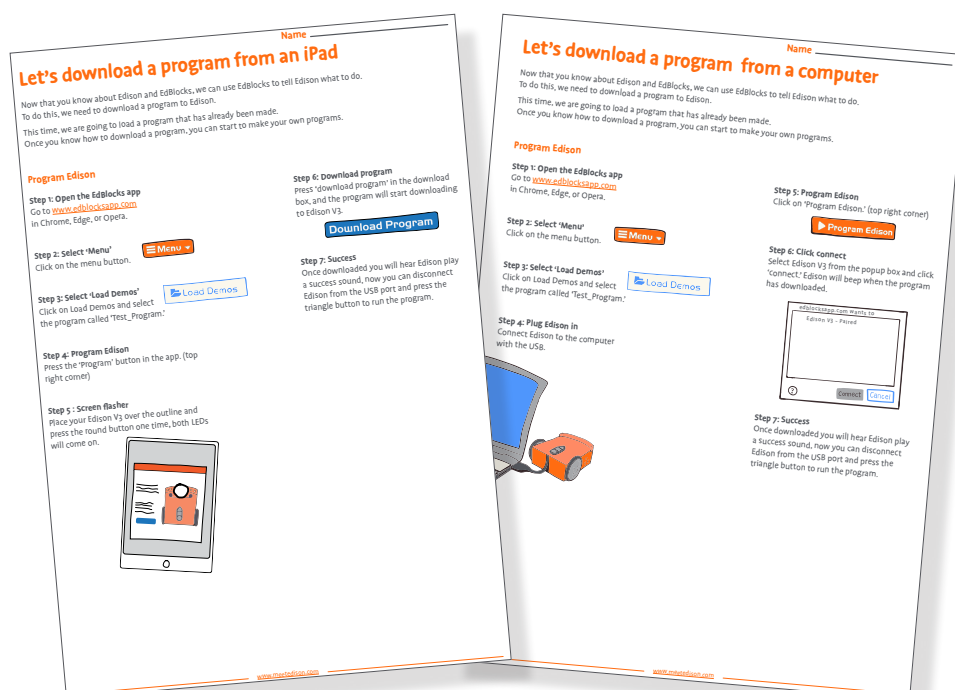 Name
Let's download a program from an iPad
Now that you know about Edison and EdBlocks, we can use EdBlocks to tell Edison what to do.
To do this, we need to download a program to Edison.
This time, we are going to load a program that has already been made.
Once you know how to download a program, you can start to make your own programs.
Program Edison
Step 1: Open the EdBlocks app
Go to www.edblocksapp.com
in Chrome, Edge, or Opera.
Step 2: Select 'Menu'
Click on the menu button.
Menu
Step 3: Select 'Load Demos'
Click on Load Demos and select
the program called 'Test_Program.'
Load Demos
Step 4: Program Edison
Press the 'Program' button in the app. (top
right corner)
Step 5 : Screen flasher
Place your Edison V3 over the outline and
press the round button one time, both LEDs
will come on.
Step 6: Download program
Press 'download program' in the download
box, and the program will start downloading
to Edison V3.
Download Program
Step 7: Success
Once downloaded you will hear Edison play
a success sound, now you can disconnect
Edison from the USB port and press the
triangle button to run the program.
www.meetedison.com
Name
Let's download a program from a computer
Now that you know about Edison and EdBlocks, we can use EdBlocks to tell Edison what to do.
To do this, we need to download a program to Edison.
This time, we are going to load a program that has already been made.
Once you know how to download a program, you can start to make your own programs.
Program Edison
Step 1: Open the EdBlocks app
Go to www.edblocksapp.com
in Chrome, Edge, or Opera.
Step 2: Select 'Menu'
Click on the menu button.
Menu
Step 3: Select 'Load Demos'
Click on Load Demos and select
the program called 'Test_Program.'
Load Demos
Step 4: Plug Edison in
Connect Edison to the computer
with the USB.
Step 5: Program Edison
Click on 'Program Edison.' (top right corner)
Program Edison
Step 6: Click connect
Select Edison V3 from the popup box and click
'connect.' Edison will beep when the program
has downloaded.
edblocksapp.com wants to
Edison V3 - Paired
?
Connect
Cancel
Step 7: Success
Once downloaded you will hear Edison play
a success sound, now you can disconnect
Edison from the USB port and press the
triangle button to run the program.
www.meetedison.com